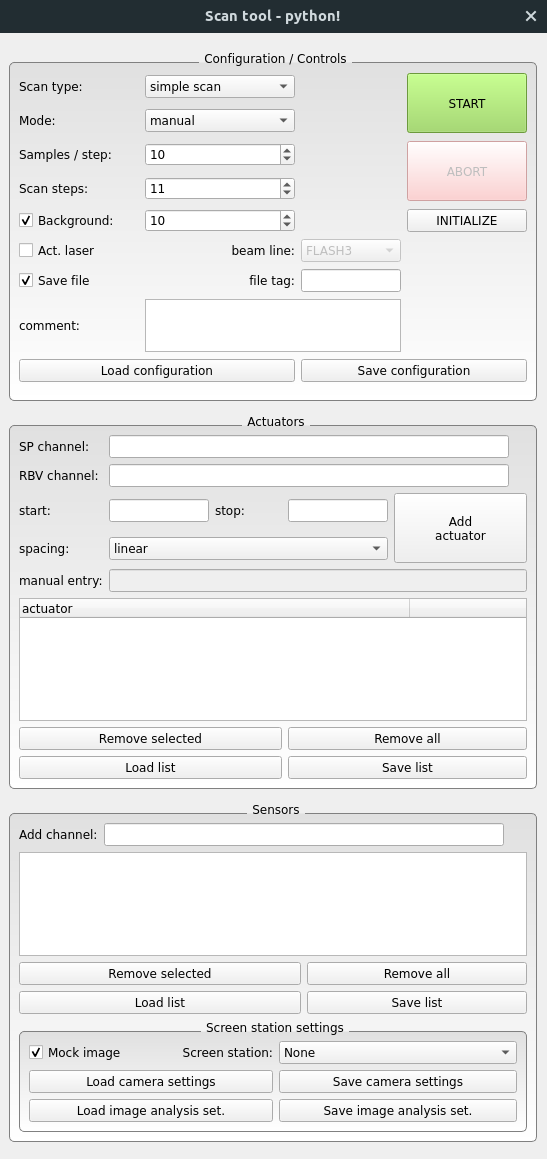 Scan tool - python!
Configuration / Controls
Scan type: simple scan
START
Mode: manual
Samples / step: 10
ABORT
Scan steps: 11
Background: 10
INITIALIZE
Act. laser beam line: FLASH3
Save file file tag:
comment:
Load configuration Save configuration
Actuators
SP channel:
RBV channel:
start: stop:
Add
actuator
spacing: linear
manual entry:
actuator
Remove selected Remove all
Load list Save list
Sensors
Add channel:
Remove selected Remove all
Load list Save list
Screen station settings
Mock image Screen station: None
Load camera settings Save camera settings
Load image analysis set. Save image analysis set.